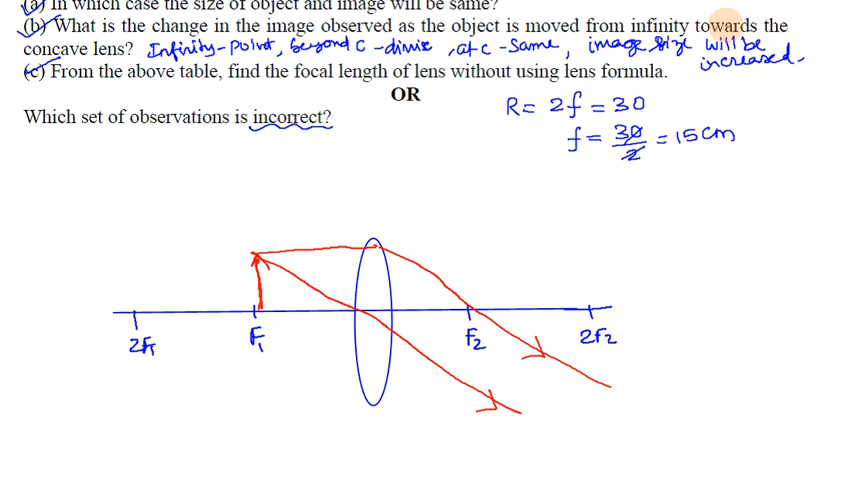 (a) In which case the size of object and image will be same?
(b) What is the change in the image observed as the object is moved from infinity towards the
concave lens? Infinity-point, beyond C - dimise, at c - same, image size will be increased.
(c) From the above table, find the focal length of lens without using lens formula.
OR
Which set of observations is incorrect?
R = 2f = 30
f = 30/2 = 15cm
2F1 F1 f2 2f2